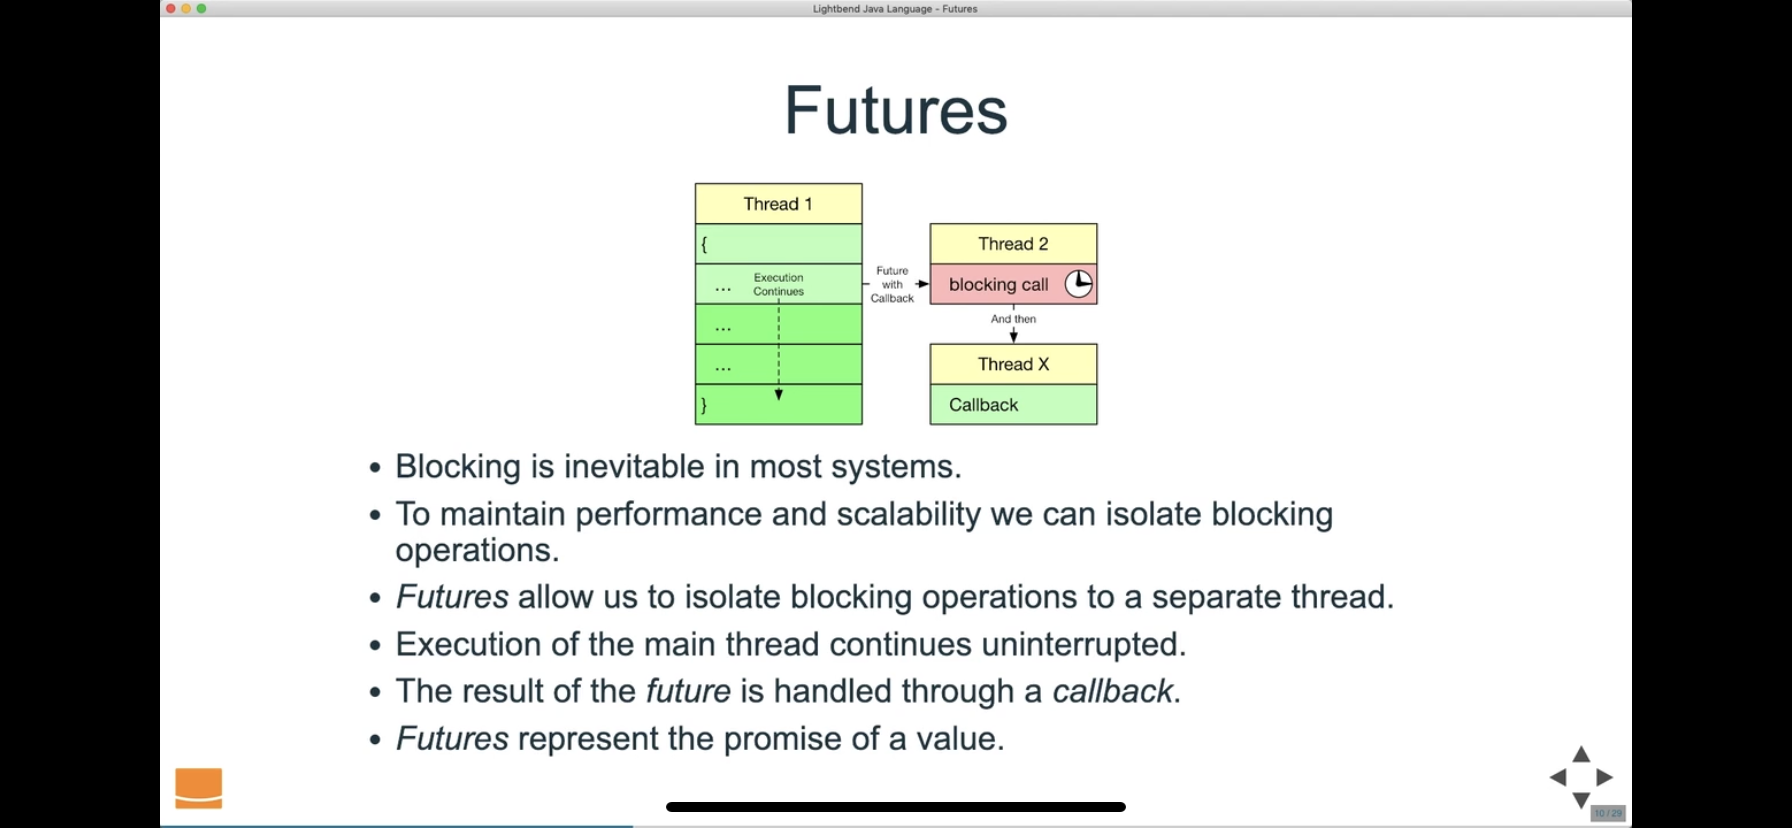 Lightbend Java Language - Futures
Futures
Thread 1
{
... Execution
Continues
...
...
}
Future
with
Callback
Thread 2
blocking call
And then
Thread X
Callback
• Blocking is inevitable in most systems.
• To maintain performance and scalability we can isolate blocking
operations.
• Futures allow us to isolate blocking operations to a separate thread.
• Execution of the main thread continues uninterrupted.
• The result of the future is handled through a callback.
• Futures represent the promise of a value.
10 / 29